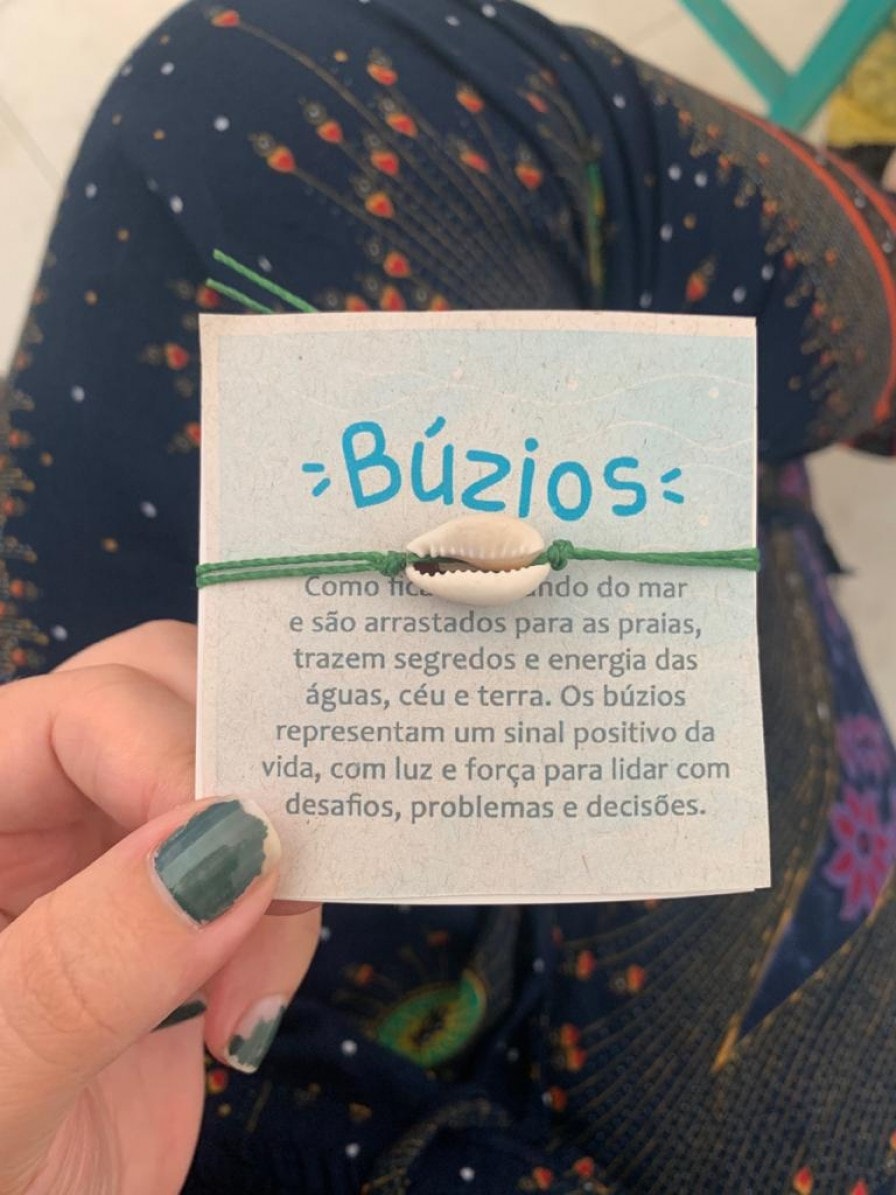 Búzios
Como do mar
e são arrastados para as praias,
trazem segredos e energia das
águas, céu e terra. Os búzios
representam um sinal positivo da
vida, com luz e força para lidar com
desafios, problemas e decisões.